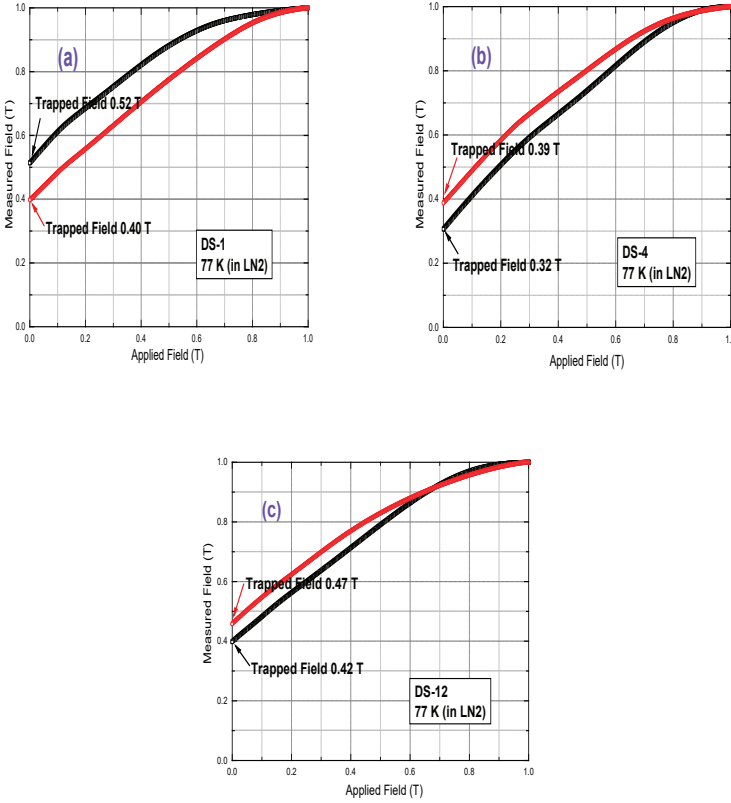 1.0
0.8
0.6
0.4
0.2
0.0
Measured Field (T)
(a)
Trapped Field 0.52 T
Trapped Field 0.40 T
DS-1
77 K (in LN2)
0.0 0.2 0.4 0.6 0.8 1.0
Applied Field (T)
1.0
0.8
0.6
0.4
0.2
0.0
Measured Field (T)
(b)
Trapped Field 0.39 T
Trapped Field 0.32 T
DS-4
77 K (in LN2)
0.0 0.2 0.4 0.6 0.8 1.
Applied Field (T)
1.0
0.8
0.6
0.4
0.2
0.0
Measured Field (T)
(c)
Trapped Field 0.47 T
Trapped Field 0.42 T
DS-12
77 K (in LN2)
0.0 0.2 0.4 0.6 0.8 1.0
Applied Field (T)